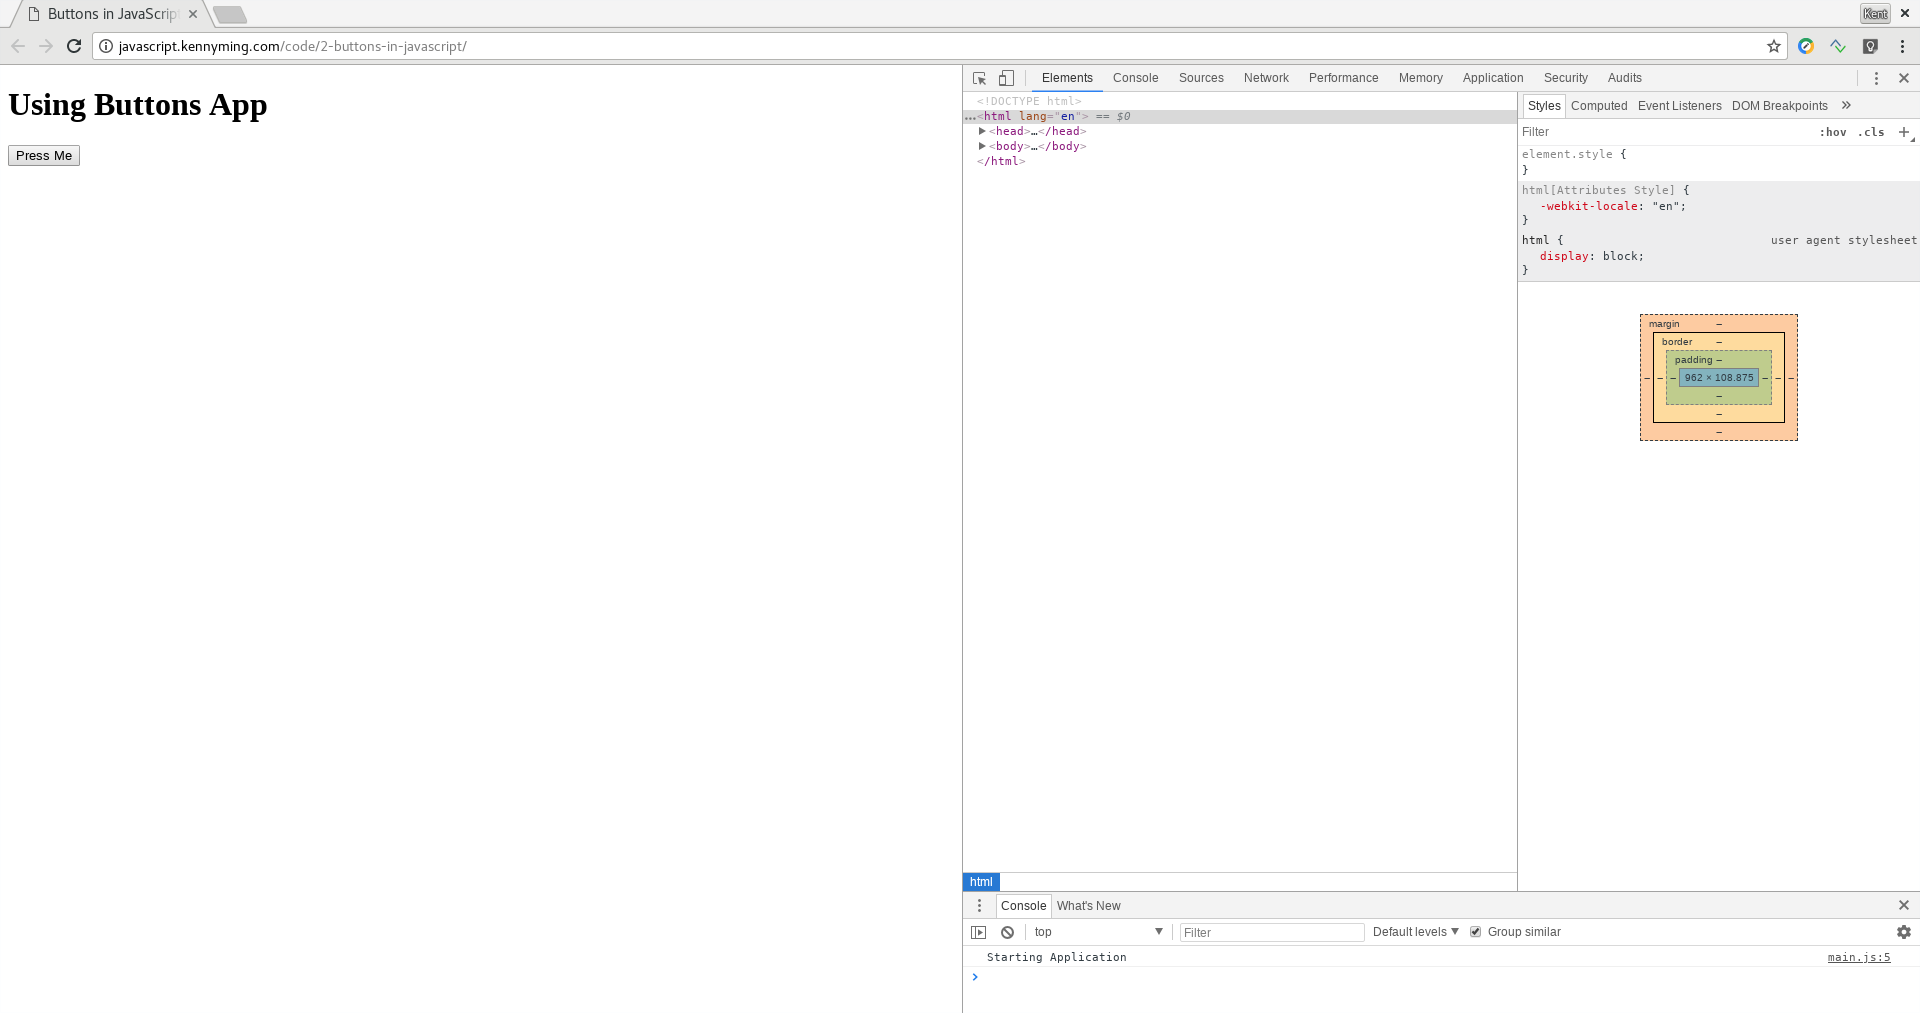 Buttons in JavaScrip
Kent
javascript.kennyming.com/code/2-buttons-in-javascript/
Using Buttons App
Press Me
Elements Console Sources Network Performance Memory Application Security Audits
<!DOCTYPE html>
…<html lang="en"> == $0
<head>…</head>
<body>…</body>
</html>
html
Styles Computed Event Listeners DOM Breakpoints »
Filter :hov .cls +
element.style {
}
html[Attributes Style] {
-webkit-locale: "en";
}
html { user agent stylesheet
display: block;
}
margin –
border –
padding –
– – – 962 × 108.875 – – –
–
–
–
Console What's New
top Filter Default levels Group similar
Starting Application main.js:5